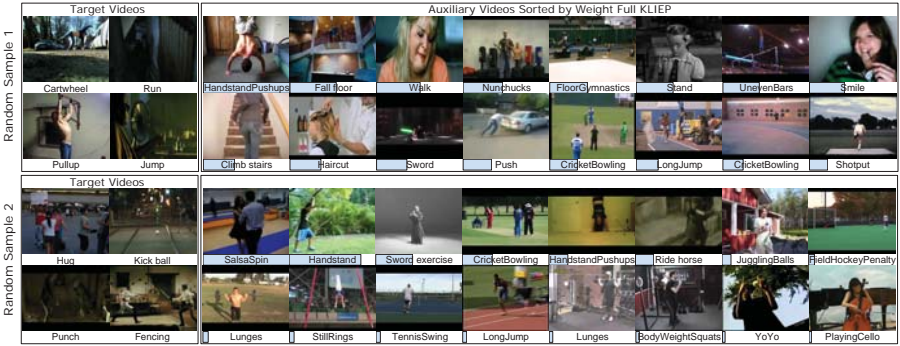 Target Videos
Auxiliary Videos Sorted by Weight Full KLIEP
Random Sample 1
Cartwheel Run HandstandPushups Fall floor Walk Nunchucks FloorGymnastics Stand UnevenBars Smile
Pullup Jump Climb stairs Haircut Sword Push CricketBowling LongJump CricketBowling Shotput
Target Videos
Random Sample 2
Hug Kick ball SalsaSpin Handstand Sword exercise CricketBowling HandstandPushups Ride horse JugglingBalls FieldHockeyPenalty
Punch Fencing Lunges StillRings TennisSwing LongJump Lunges BodyWeightSquats YoYo PlayingCello